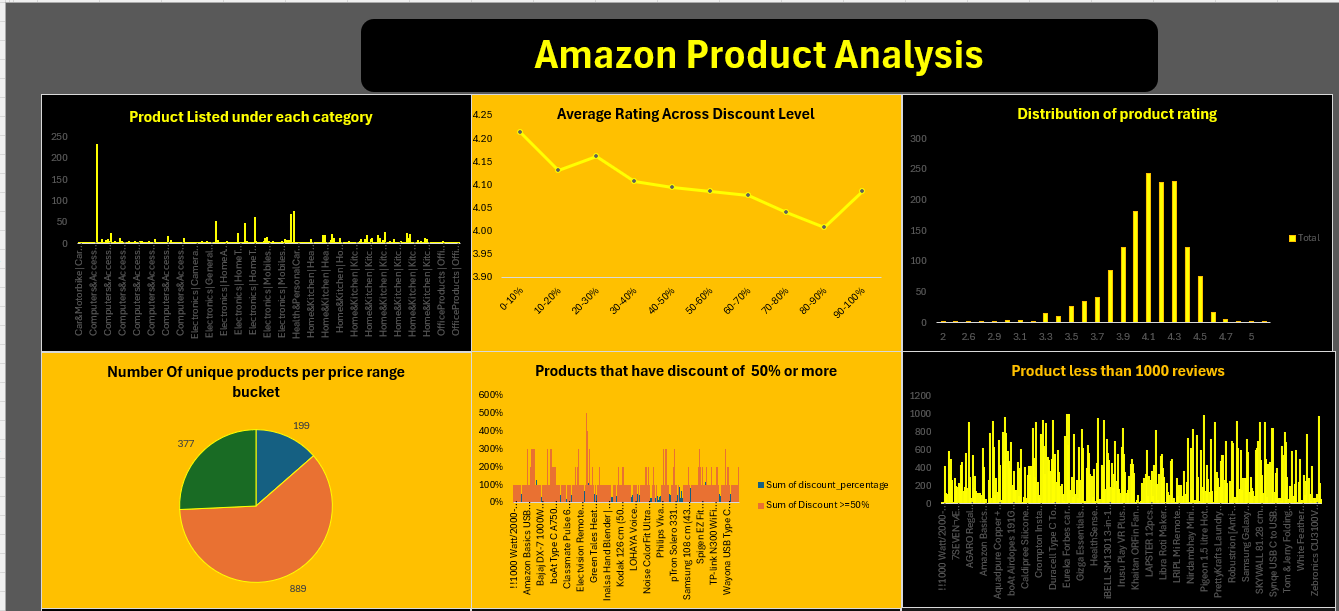 Amazon Product Analysis
Product Listed under each category
250
200
150
100
50
0
Car&Motorbike|Car...
Computers&Access...
Computers&Access...
Computers&Access...
Computers&Access...
Computers&Access...
Computers&Access...
Computers&Access...
Electronics|Camera...
Electronics|General...
Electronics|HomeA...
Electronics|HomeT...
Electronics|HomeT...
Electronics|Mobiles...
Electronics|Mobiles...
Health&PersonalCar...
Home&Kitchen|Hea...
Home&Kitchen|Hea...
Home&Kitchen|Ho...
Home&Kitchen|Kitc...
Home&Kitchen|Kitc...
Home&Kitchen|Kitc...
Home&Kitchen|Kitc...
Home&Kitchen|Kitc...
Home&Kitchen|Kitc...
OfficeProducts|Offi...
OfficeProducts|Offi...
Average Rating Across Discount Level
4.25
4.20
4.15
4.10
4.05
4.00
3.95
3.90
0-10%
10-20%
20-30%
30-40%
40-50%
50-60%
60-70%
70-80%
80-90%
90-100%
Distribution of product rating
300
250
200
150
100
50
0
2
2.6
2.9
3.1
3.3
3.5
3.7
3.9
4.1
4.3
4.5
4.7
5
Total
Number Of unique products per price range
bucket
199
377
889
Products that have discount of 50% or more
600%
500%
400%
300%
200%
100%
0%
!!1000 Watt/2000-...
Amazon Basics USB...
Bajaj DX-7 1000W...
boAt Type C A750...
Classmate Pulse 6...
Electvision Remote...
Green Tales Heat...
Inalsa Hand Blender|...
Kodak 126 cm (50...
LOHAYA Voice...
Noise ColorFit Ultra...
Philips Viva...
pTron Solero 331...
Samsung 108 cm (43...
Spigen EZ Fit...
TP-link N300 WiFi...
Wayona USB Type C...
Sum of discount_percentage
Sum of Discount >=50%
Product less than 1000 reviews
1200
1000
800
600
400
200
0
!!1000 Watt/2000-...
7SEVEN...
AGARO Regal...
Amazon Basics...
Aquadpure Copper +...
boAt Airdopes 191G...
Caldipree Silicone...
Crompton Insta...
Duracell Type C To...
Eureka Forbes car...
Gizga Essentials...
HealthSense...
iBELL SM1301 3-in-1...
Irusu Play VR Plus...
Khaitan ORFin Fan...
LAPSTER 12pcs...
Libra Roti Maker...
LRIPL Mi Remote...
Nirdambhay Mini...
Pigeon 1.5 litre Hot...
PrettyKrafts Laundry...
Robustrion [Anti-...
Samsung Galaxy...
SKYWALL 81.28 cm...
Synqe USB C to USB...
Tom & Jerry Folding...
White Feather...
Zebronics CU3100V...